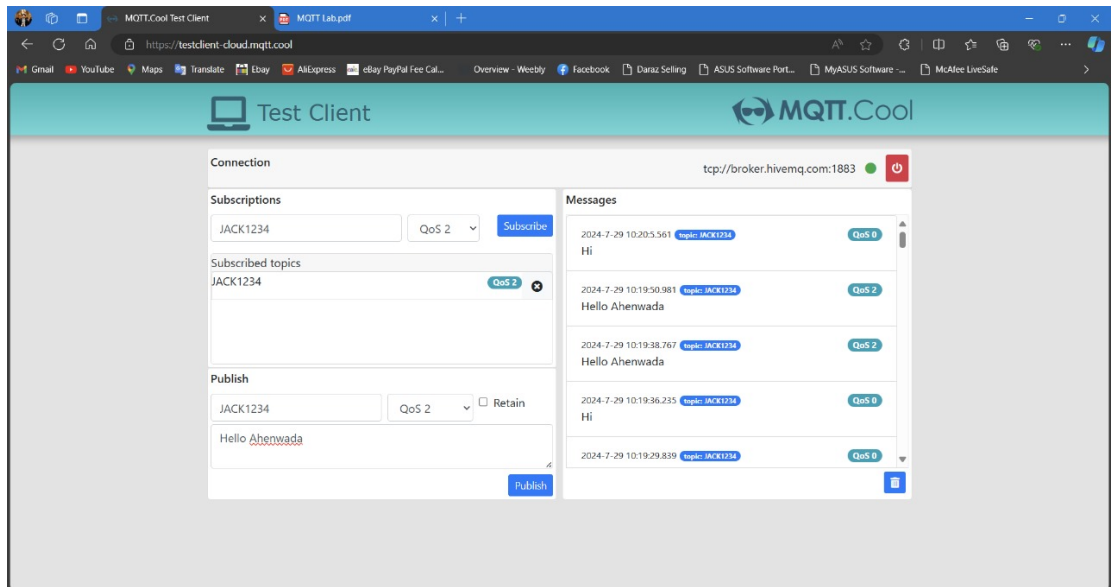 MQTT.Cool Test Client
MQTT Lab.pdf
https://testclient-cloud.mqtt.cool
Gmail YouTube Maps Translate Ebay AliExpress eBay PayPal Fee Cal... Overview - Weebly Facebook Daraz Selling ASUS Software Port... MyASUS Software -... McAfee LiveSafe
Test Client
MQTT.Cool
Connection
tcp://broker.hivemq.com:1883
Subscriptions
JACK1234 QoS 2 Subscribe
Subscribed topics
JACK1234 QoS 2
Publish
JACK1234 QoS 2 Retain
Hello Ahenwada
Publish
Messages
2024-7-29 10:20:5.561 topic: JACK1234 QoS 0
Hi
2024-7-29 10:19:50.981 topic: JACK1234 QoS 2
Hello Ahenwada
2024-7-29 10:19:38.767 topic: JACK1234 QoS 2
Hello Ahenwada
2024-7-29 10:19:36.235 topic: JACK1234 QoS 0
Hi
2024-7-29 10:19:29.839 topic: JACK1234 QoS 0